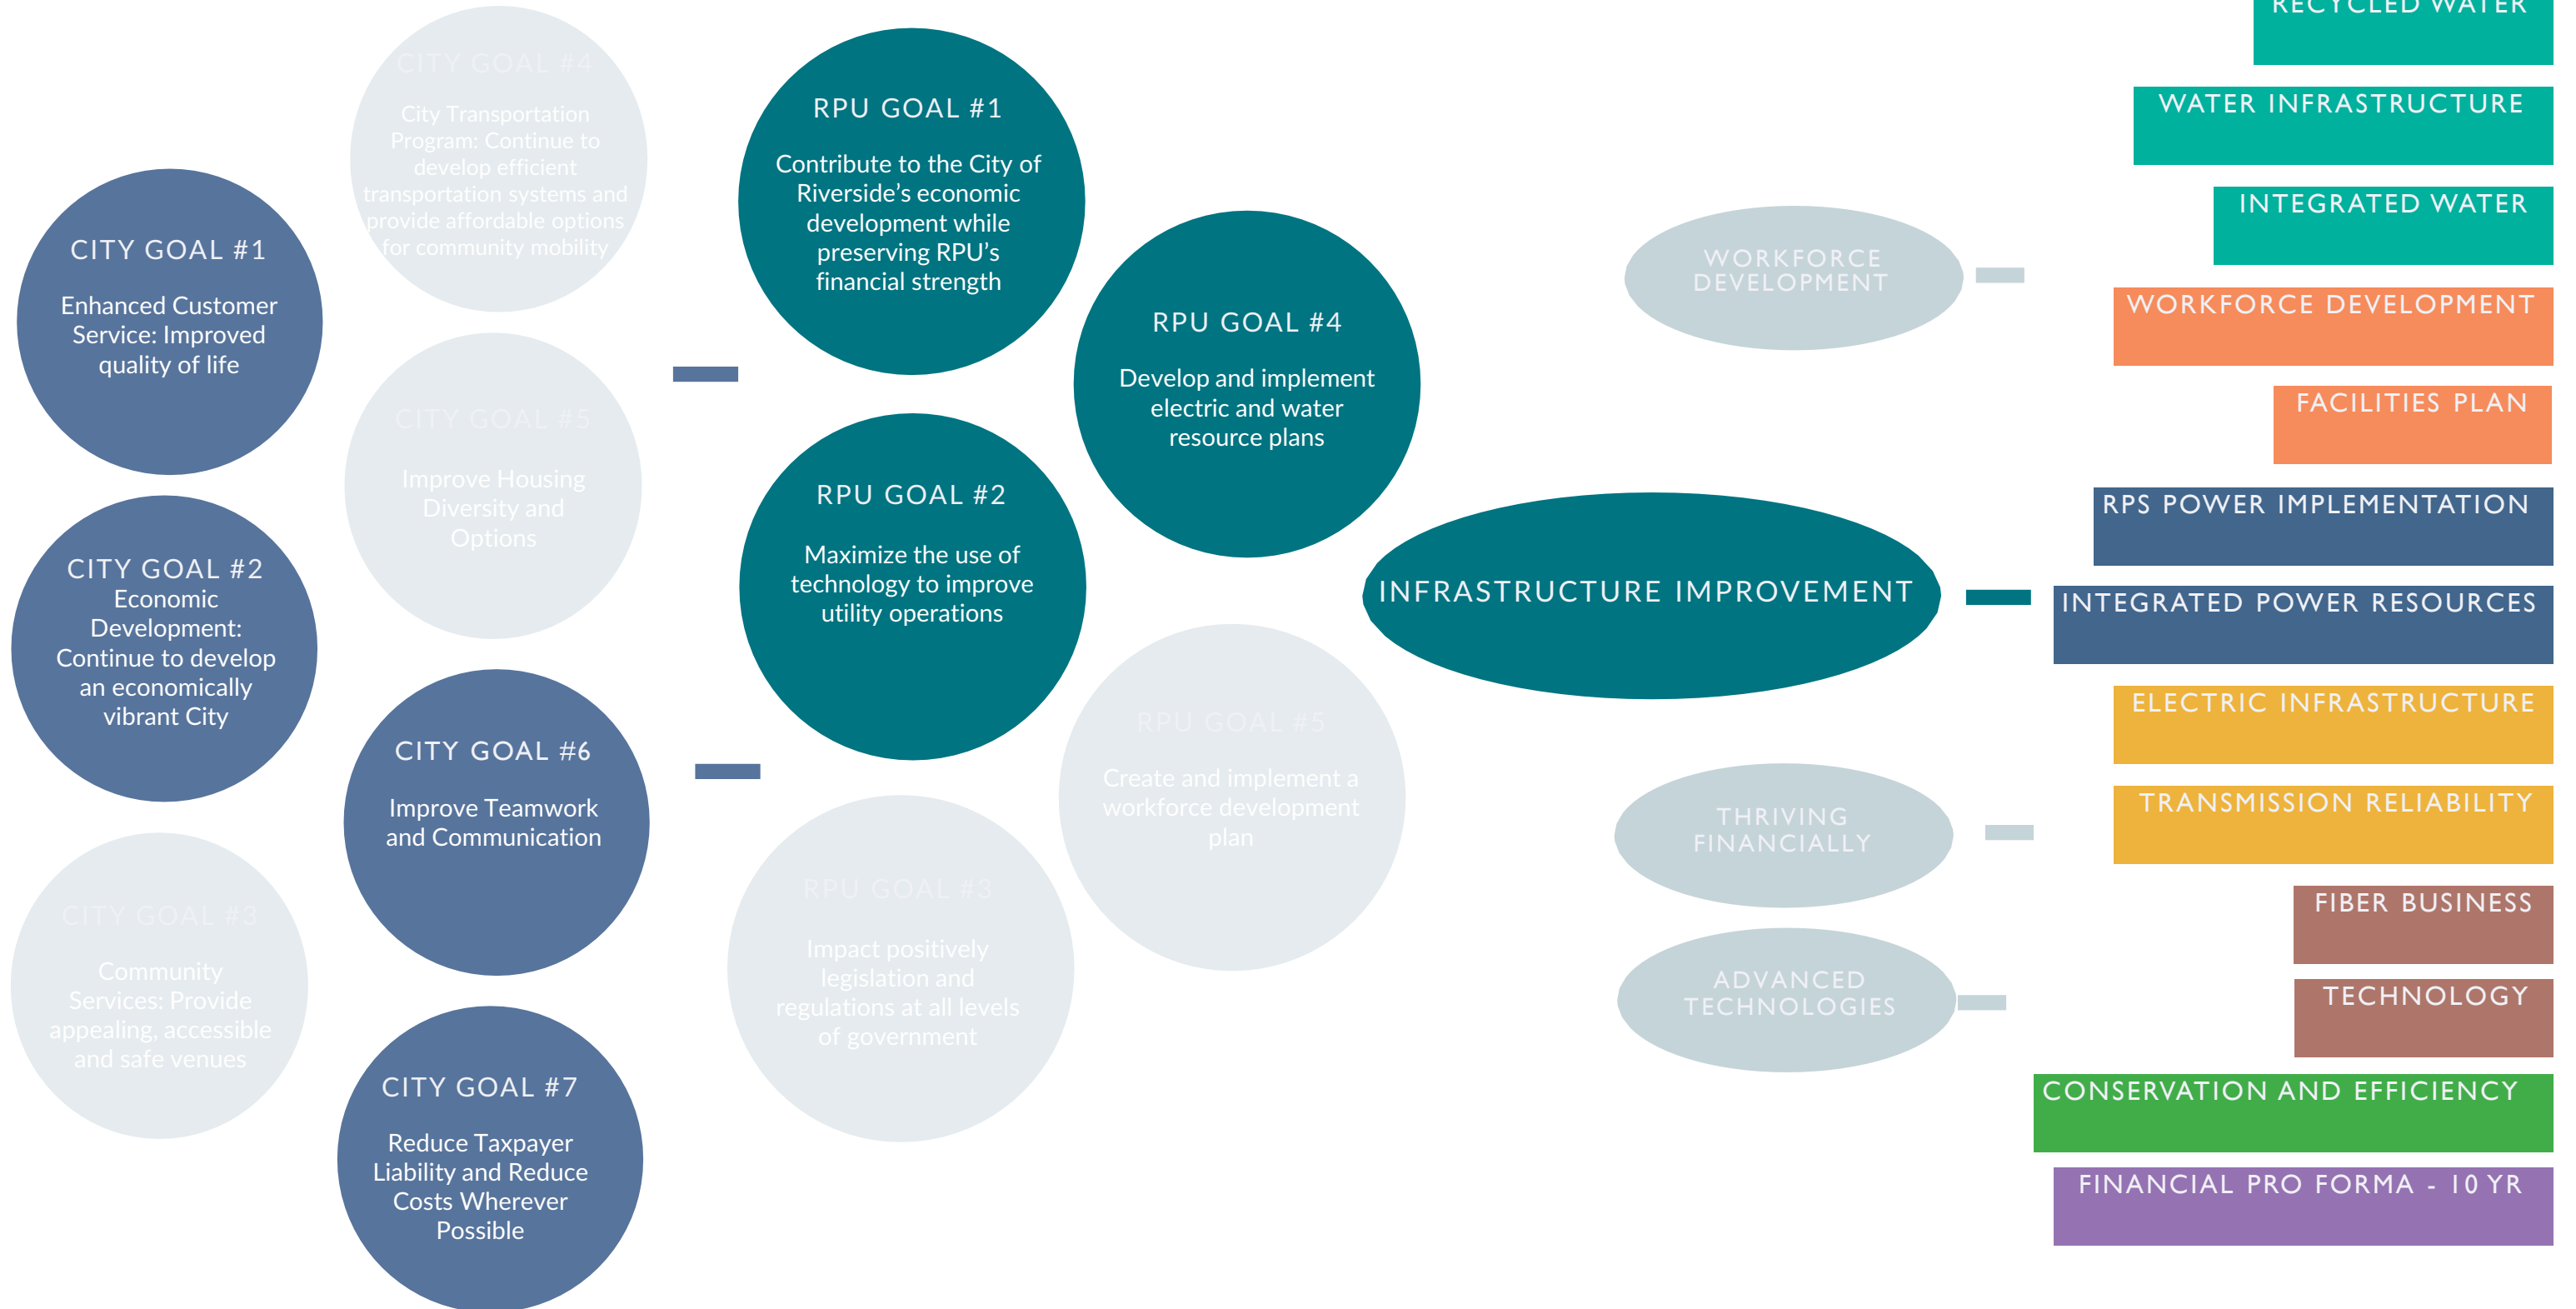 CITY GOAL #1
Enhanced Customer
Service: Improved
quality of life
CITY GOAL #2
Economic
Development:
Continue to develop
an economically
vibrant City
CITY GOAL #3
Community
Services: Provide
appealing, accessible
and safe venues
CITY GOAL #4
City Transportation
Program: Continue to
develop efficient
transportation systems and
provide affordable options
for community mobility
CITY GOAL #5
Improve Housing
Diversity and
Options
CITY GOAL #6
Improve Teamwork
and Communication
CITY GOAL #7
Reduce Taxpayer
Liability and Reduce
Costs Wherever
Possible
RPU GOAL #1
Contribute to the City of
Riverside’s economic
development while
preserving RPU’s
financial strength
RPU GOAL #2
Maximize the use of
technology to improve
utility operations
RPU GOAL #3
Impact positively
legislation and
regulations at all levels
of government
RPU GOAL #4
Develop and implement
electric and water
resource plans
RPU GOAL #5
Create and implement a
workforce development
plan
WORKFORCE
DEVELOPMENT
INFRASTRUCTURE IMPROVEMENT
THRIVING
FINANCIALLY
ADVANCED
TECHNOLOGIES
RECYCLED WATER
WATER INFRASTRUCTURE
INTEGRATED WATER
WORKFORCE DEVELOPMENT
FACILITIES PLAN
RPS POWER IMPLEMENTATION
INTEGRATED POWER RESOURCES
ELECTRIC INFRASTRUCTURE
TRANSMISSION RELIABILITY
FIBER BUSINESS
TECHNOLOGY
CONSERVATION AND EFFICIENCY
FINANCIAL PRO FORMA - 10 YR